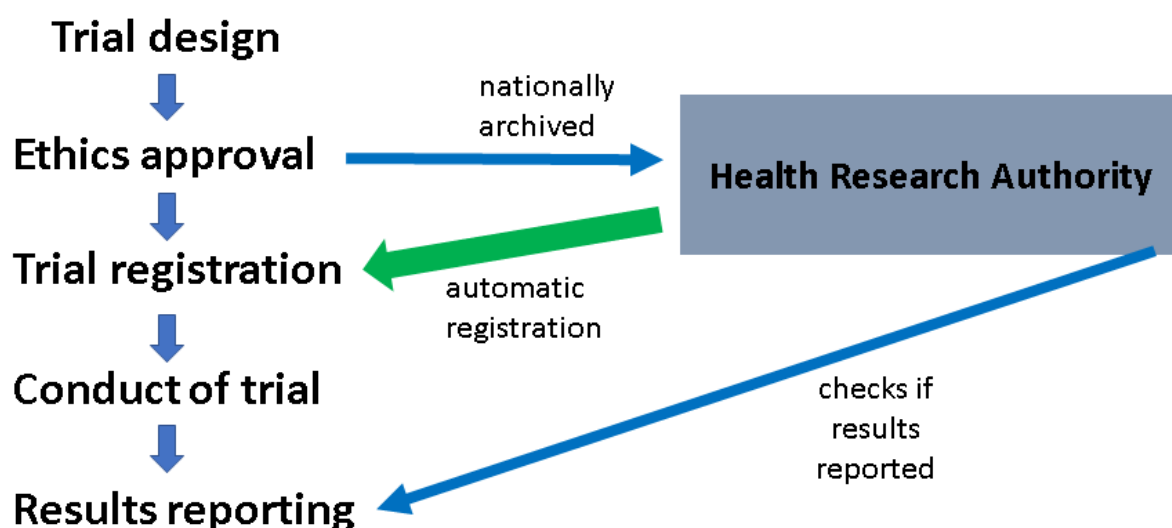 Trial design
nationally
archived
Ethics approval
Health Research Authority
Trial registration
automatic
registration
Conduct of trial
checks if
results
reported
Results reporting